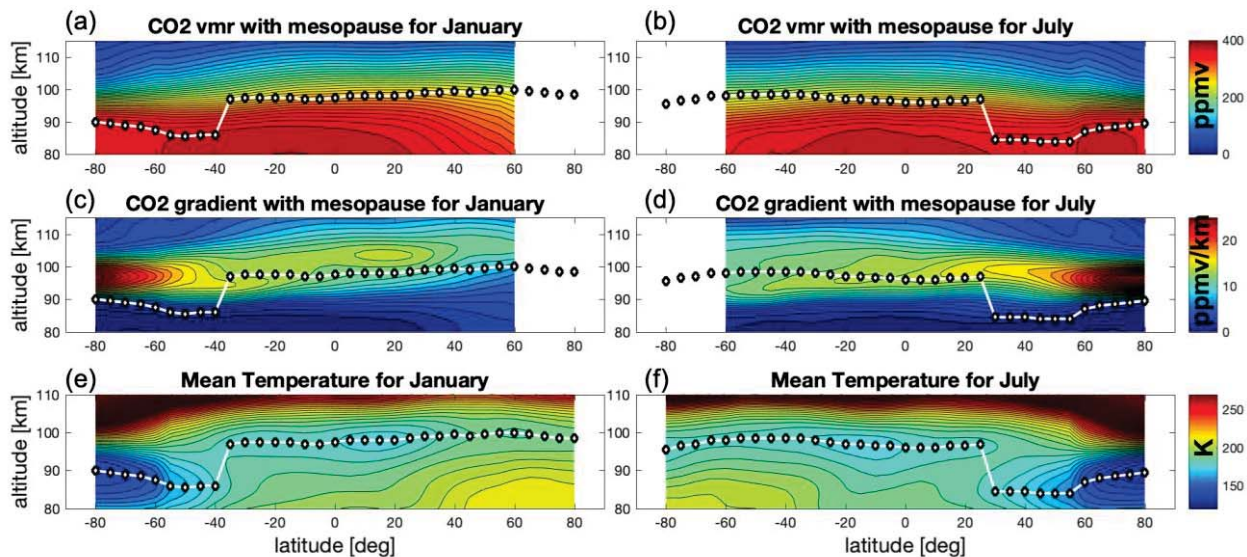 (a) CO2 vmr with mesopause for January
(b) CO2 vmr with mesopause for July
altitude [km]
110
100
90
80
-80 -60 -40 -20 0 20 40 60 80
110
100
90
80
-80 -60 -40 -20 0 20 40 60 80
400
200
0
ppmv
(c) CO2 gradient with mesopause for January
(d) CO2 gradient with mesopause for July
altitude [km]
110
100
90
80
-80 -60 -40 -20 0 20 40 60 80
110
100
90
80
-80 -60 -40 -20 0 20 40 60 80
20
10
0
ppmv/km
(e) Mean Temperature for January
(f) Mean Temperature for July
altitude [km]
110
100
90
80
-80 -60 -40 -20 0 20 40 60 80
latitude [deg]
110
100
90
80
-80 -60 -40 -20 0 20 40 60 80
latitude [deg]
250
200
150
K